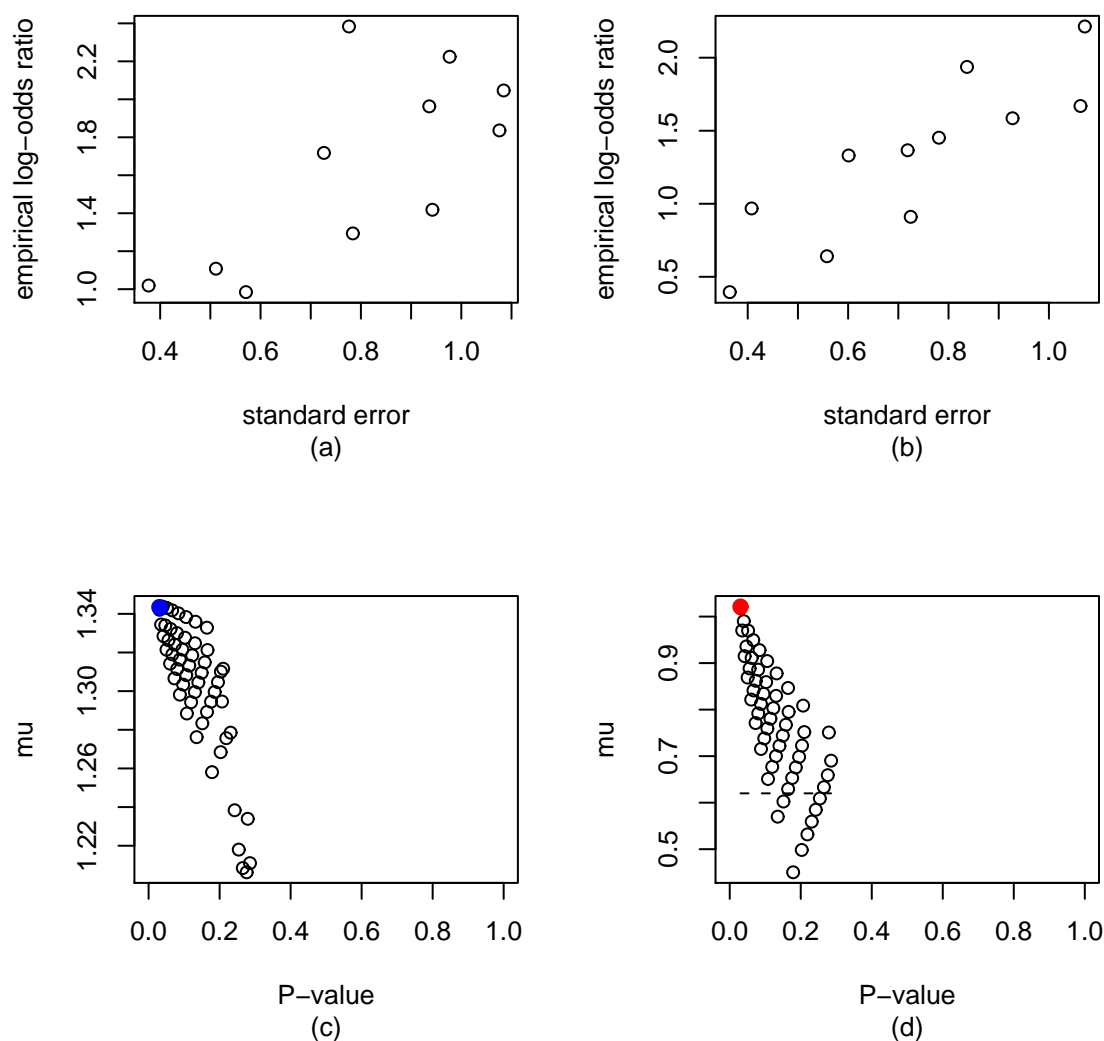 empirical log−odds ratio
1.0 1.4 1.8 2.2
0.4 0.6 0.8 1.0
standard error
(a)
empirical log−odds ratio
0.5 1.0 1.5 2.0
0.4 0.6 0.8 1.0
standard error
(b)
mu
1.22 1.26 1.30 1.34
0.0 0.2 0.4 0.6 0.8 1.0
P−value
(c)
mu
0.5 0.7 0.9
0.0 0.2 0.4 0.6 0.8 1.0
P−value
(d)